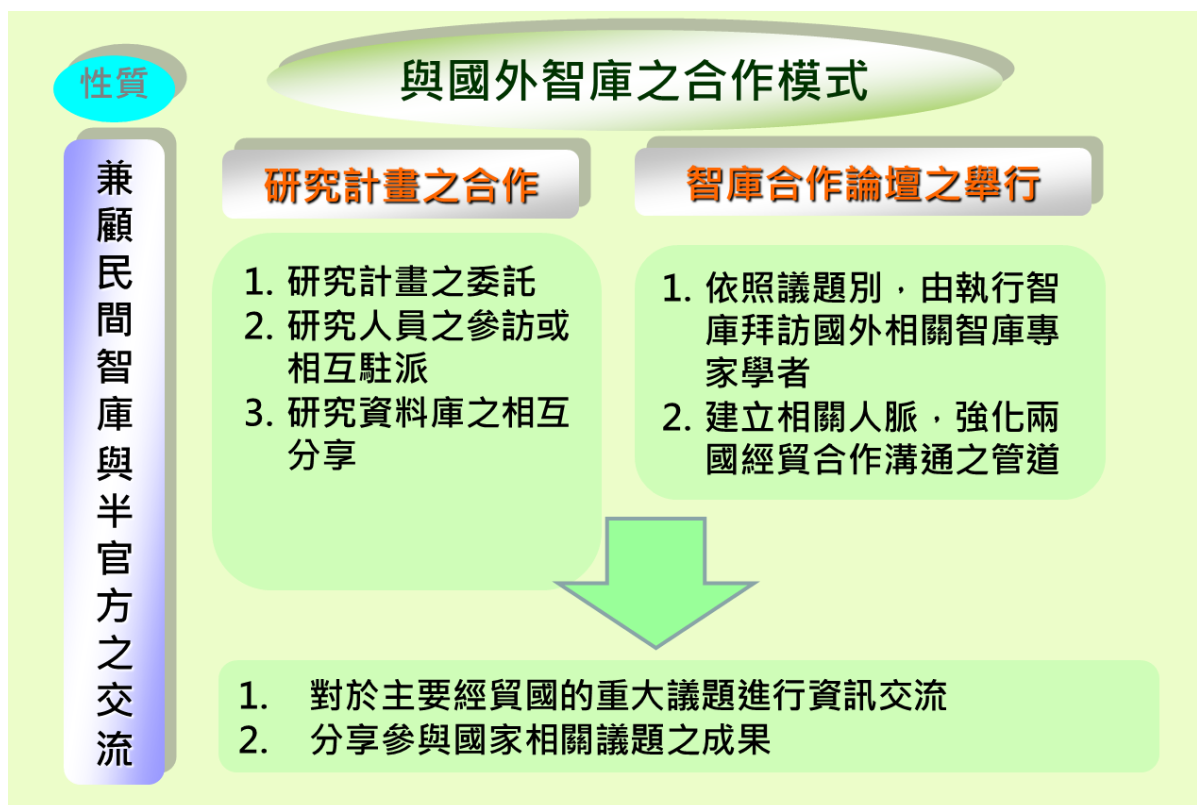 性質
與國外智庫之合作模式
兼顧民間智庫與半官方之交流
研究計畫之合作
1. 研究計畫之委託
2. 研究人員之參訪或
相互駐派
3. 研究資料庫之相互
分享
智庫合作論壇之舉行
1. 依照議題別，由執行智
庫拜訪國外相關智庫專
家學者
2. 建立相關人脈，強化兩
國經貿合作溝通之管道
1. 對於主要經貿國的重大議題進行資訊交流
2. 分享參與國家相關議題之成果